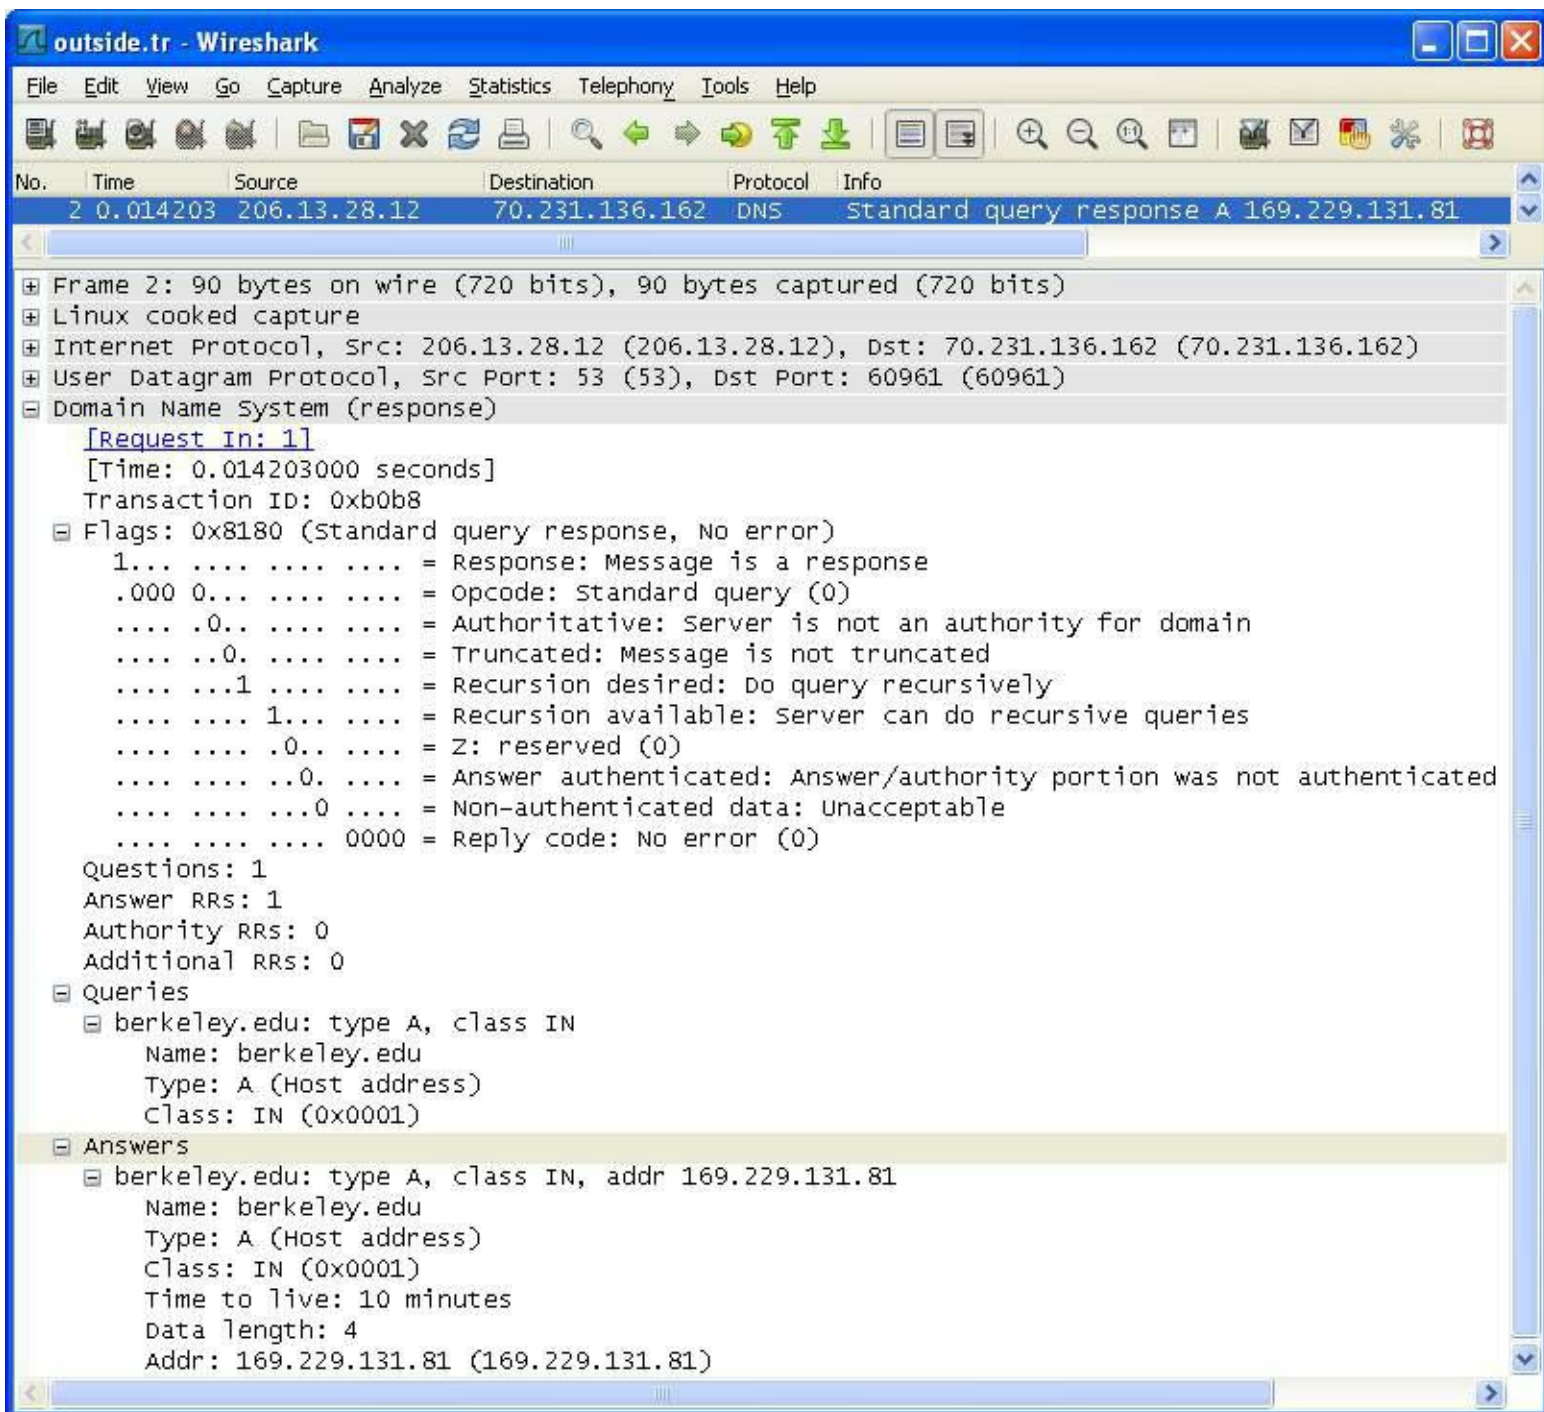 outside.tr - Wireshark
File Edit View Go Capture Analyze Statistics Telephony Tools Help
No. Time Source Destination Protocol Info
2 0.014203 206.13.28.12 70.231.136.162 DNS Standard query response A 169.229.131.81
Frame 2: 90 bytes on wire (720 bits), 90 bytes captured (720 bits)
Linux cooked capture
Internet Protocol, Src: 206.13.28.12 (206.13.28.12), Dst: 70.231.136.162 (70.231.136.162)
User Datagram Protocol, Src Port: 53 (53), Dst Port: 60961 (60961)
Domain Name System (response)
[Request In: 1]
[Time: 0.014203000 seconds]
Transaction ID: 0xb0b8
Flags: 0x8180 (Standard query response, No error)
1... .... .... .... = Response: Message is a response
.000 0... .... .... = Opcode: Standard query (0)
.... .0.. .... .... = Authoritative: Server is not an authority for domain
.... ..0. .... .... = Truncated: Message is not truncated
.... ...1 .... .... = Recursion desired: Do query recursively
.... .... 1... .... = Recursion available: Server can do recursive queries
.... .... .0.. .... = Z: reserved (0)
.... .... ..0. .... = Answer authenticated: Answer/authority portion was not authenticated
.... .... ...0 .... = Non-authenticated data: Unacceptable
.... .... .... 0000 = Reply code: No error (0)
Questions: 1
Answer RRs: 1
Authority RRs: 0
Additional RRs: 0
Queries
berkeley.edu: type A, class IN
Name: berkeley.edu
Type: A (Host address)
Class: IN (0x0001)
Answers
berkeley.edu: type A, class IN, addr 169.229.131.81
Name: berkeley.edu
Type: A (Host address)
Class: IN (0x0001)
Time to live: 10 minutes
Data length: 4
Addr: 169.229.131.81 (169.229.131.81)